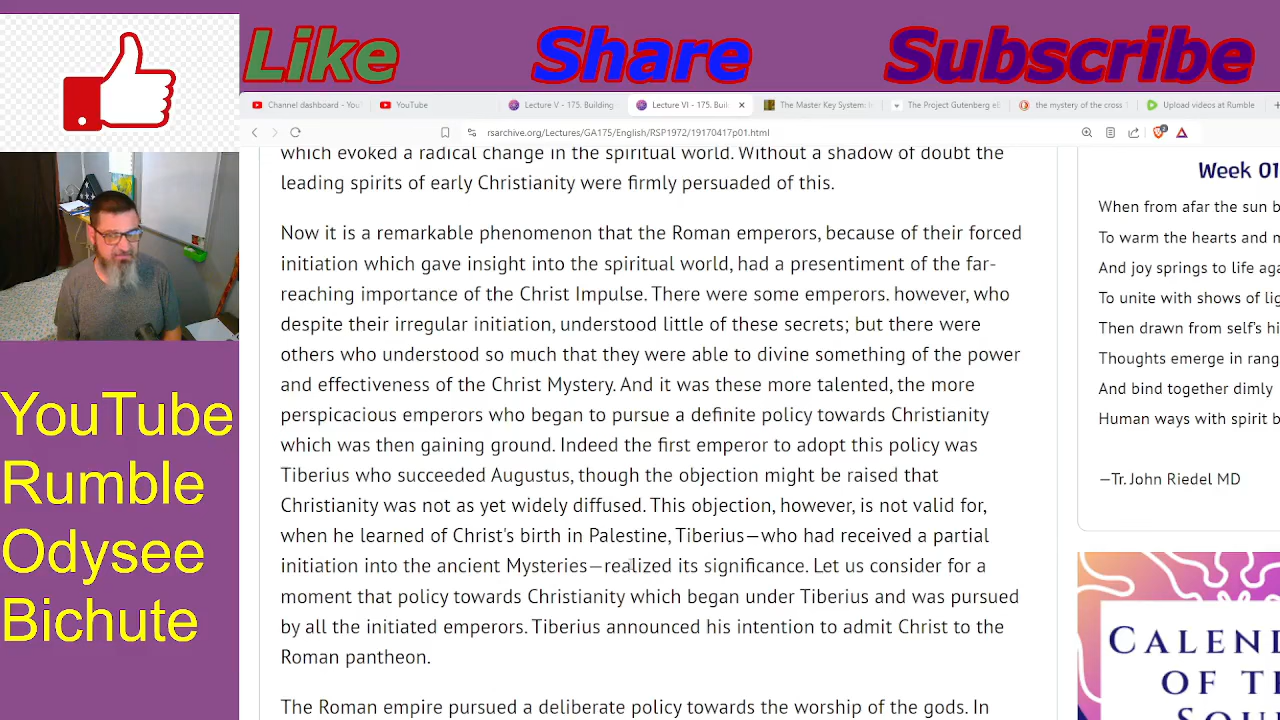 Like Share Subscribe
Channel dashboard - You
YouTube
Lecture V - 175. Building
Lecture VI - 175. Buil
The Master Key System:
The Project Gutenberg eB
the mystery of the cross
Upload videos at Rumble
rsarchive.org/Lectures/GA175/English/RSP1972/19170417p01.html
which evoked a radical change in the spiritual world. Without a shadow of doubt the
leading spirits of early Christianity were firmly persuaded of this.
Now it is a remarkable phenomenon that the Roman emperors, because of their forced
initiation which gave insight into the spiritual world, had a presentiment of the far-
reaching importance of the Christ Impulse. There were some emperors. however, who
despite their irregular initiation, understood little of these secrets; but there were
others who understood so much that they were able to divine something of the power
and effectiveness of the Christ Mystery. And it was these more talented, the more
perspicacious emperors who began to pursue a definite policy towards Christianity
which was then gaining ground. Indeed the first emperor to adopt this policy was
Tiberius who succeeded Augustus, though the objection might be raised that
Christianity was not as yet widely diffused. This objection, however, is not valid for,
when he learned of Christ's birth in Palestine, Tiberius—who had received a partial
initiation into the ancient Mysteries—realized its significance. Let us consider for a
moment that policy towards Christianity which began under Tiberius and was pursued
by all the initiated emperors. Tiberius announced his intention to admit Christ to the
Roman pantheon.
The Roman empire pursued a deliberate policy towards the worship of the gods. In
Week 01
When from afar the sun b
To warm the hearts and m
And joy springs to life aga
To unite with shows of lig
Then drawn from self's hi
Thoughts emerge in rang
And bind together dimly
Human ways with spirit b
—Tr. John Riedel MD
CALEND
OF T
SOU
YouTube
Rumble
Odysee
Bichute